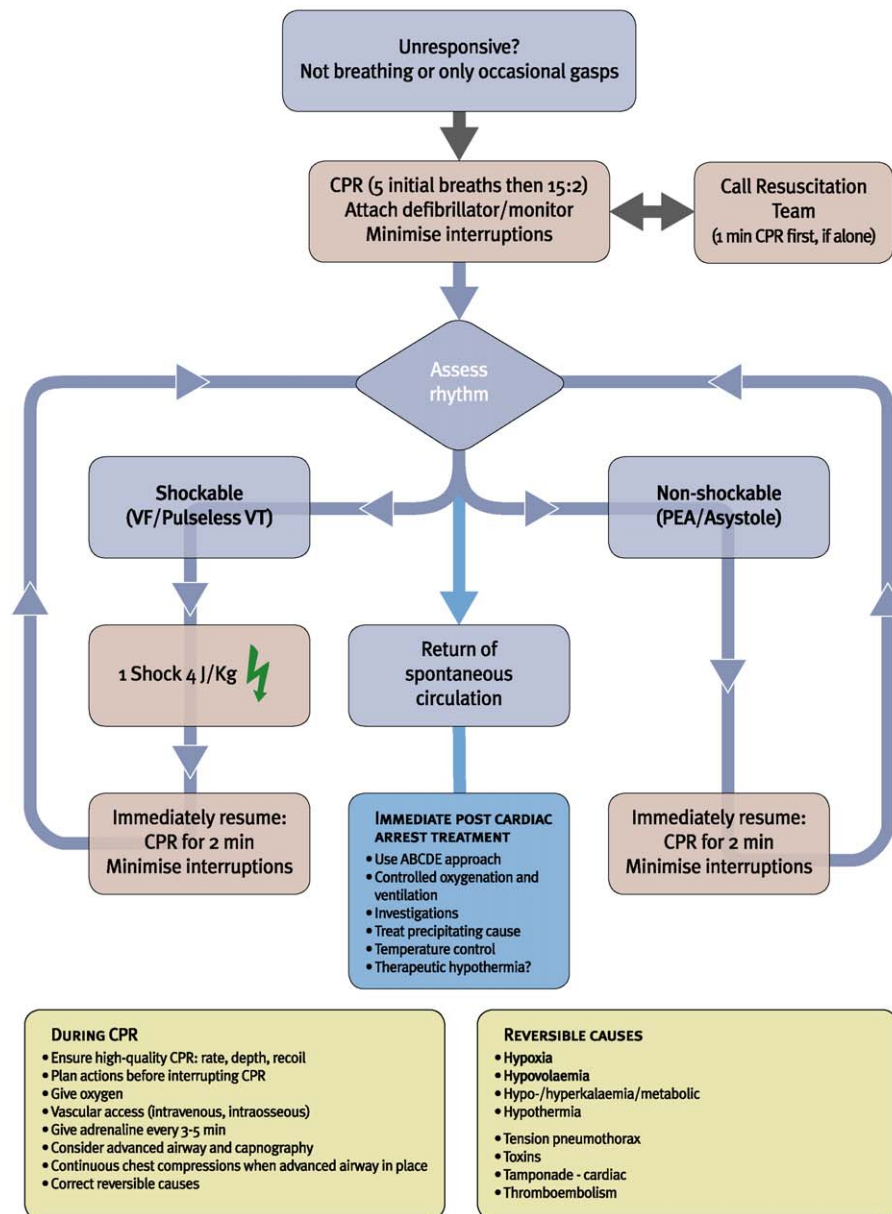 Unresponsive?
Not breathing or only occasional gasps
CPR (5 initial breaths then 15:2)
Attach defibrillator/monitor
Minimise interruptions
Call Resuscitation
Team
(1 min CPR first, if alone)
Assess
rhythm
Shockable
(VF/Pulseless VT)
Non-shockable
(PEA/Asystole)
1 Shock 4 J/Kg
Return of
spontaneous
circulation
Immediately resume:
CPR for 2 min
Minimise interruptions
IMMEDIATE POST CARDIAC
ARREST TREATMENT
• Use ABCDE approach
• Controlled oxygenation and
ventilation
• Investigations
• Treat precipitating cause
• Temperature control
• Therapeutic hypothermia?
Immediately resume:
CPR for 2 min
Minimise interruptions
DURING CPR
• Ensure high-quality CPR: rate, depth, recoil
• Plan actions before interrupting CPR
• Give oxygen
• Vascular access (intravenous, intraosseous)
• Give adrenaline every 3-5 min
• Consider advanced airway and capnography
• Continuous chest compressions when advanced airway in place
• Correct reversible causes
REVERSIBLE CAUSES
• Hypoxia
• Hypovolaemia
• Hypo-/hyperkalaemia/metabolic
• Hypothermia
• Tension pneumothorax
• Toxins
• Tamponade - cardiac
• Thromboembolism